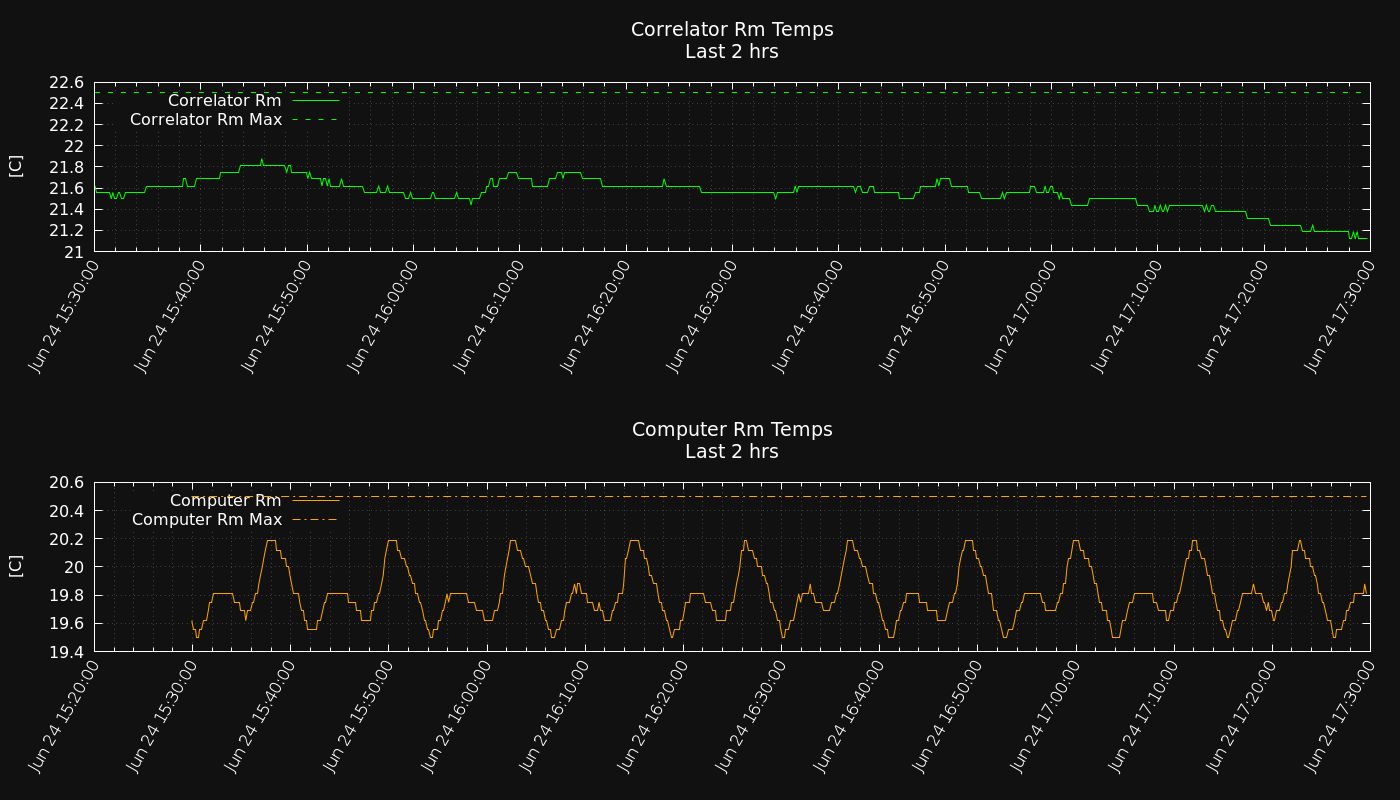 Correlator Rm Temps
Last 2 hrs
[C]
22.6
22.4
22.2
22
21.8
21.6
21.4
21.2
21
Correlator Rm
Correlator Rm Max
Jun 24 15:30:00
Jun 24 15:40:00
Jun 24 15:50:00
Jun 24 16:00:00
Jun 24 16:10:00
Jun 24 16:20:00
Jun 24 16:30:00
Jun 24 16:40:00
Jun 24 16:50:00
Jun 24 17:00:00
Jun 24 17:10:00
Jun 24 17:20:00
Jun 24 17:30:00
Computer Rm Temps
Last 2 hrs
[C]
20.6
20.4
20.2
20
19.8
19.6
19.4
Computer Rm
Computer Rm Max
Jun 24 15:20:00
Jun 24 15:30:00
Jun 24 15:40:00
Jun 24 15:50:00
Jun 24 16:00:00
Jun 24 16:10:00
Jun 24 16:20:00
Jun 24 16:30:00
Jun 24 16:40:00
Jun 24 16:50:00
Jun 24 17:00:00
Jun 24 17:10:00
Jun 24 17:20:00
Jun 24 17:30:00